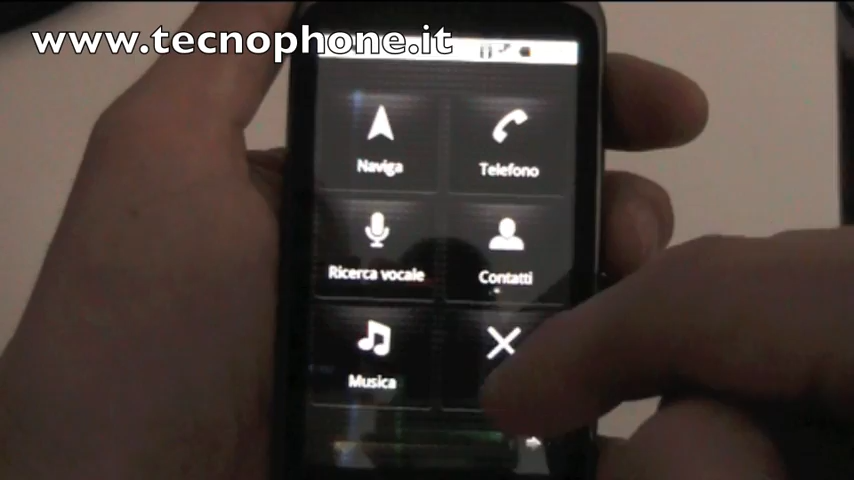 www.tecnophone.it
Naviga
Telefono
Ricerca vocale
Contatti
Musica